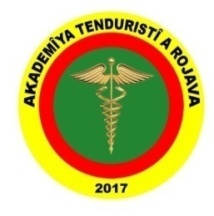 AKADEMÎYA TENDURISTÎ A ROJAVA
2017